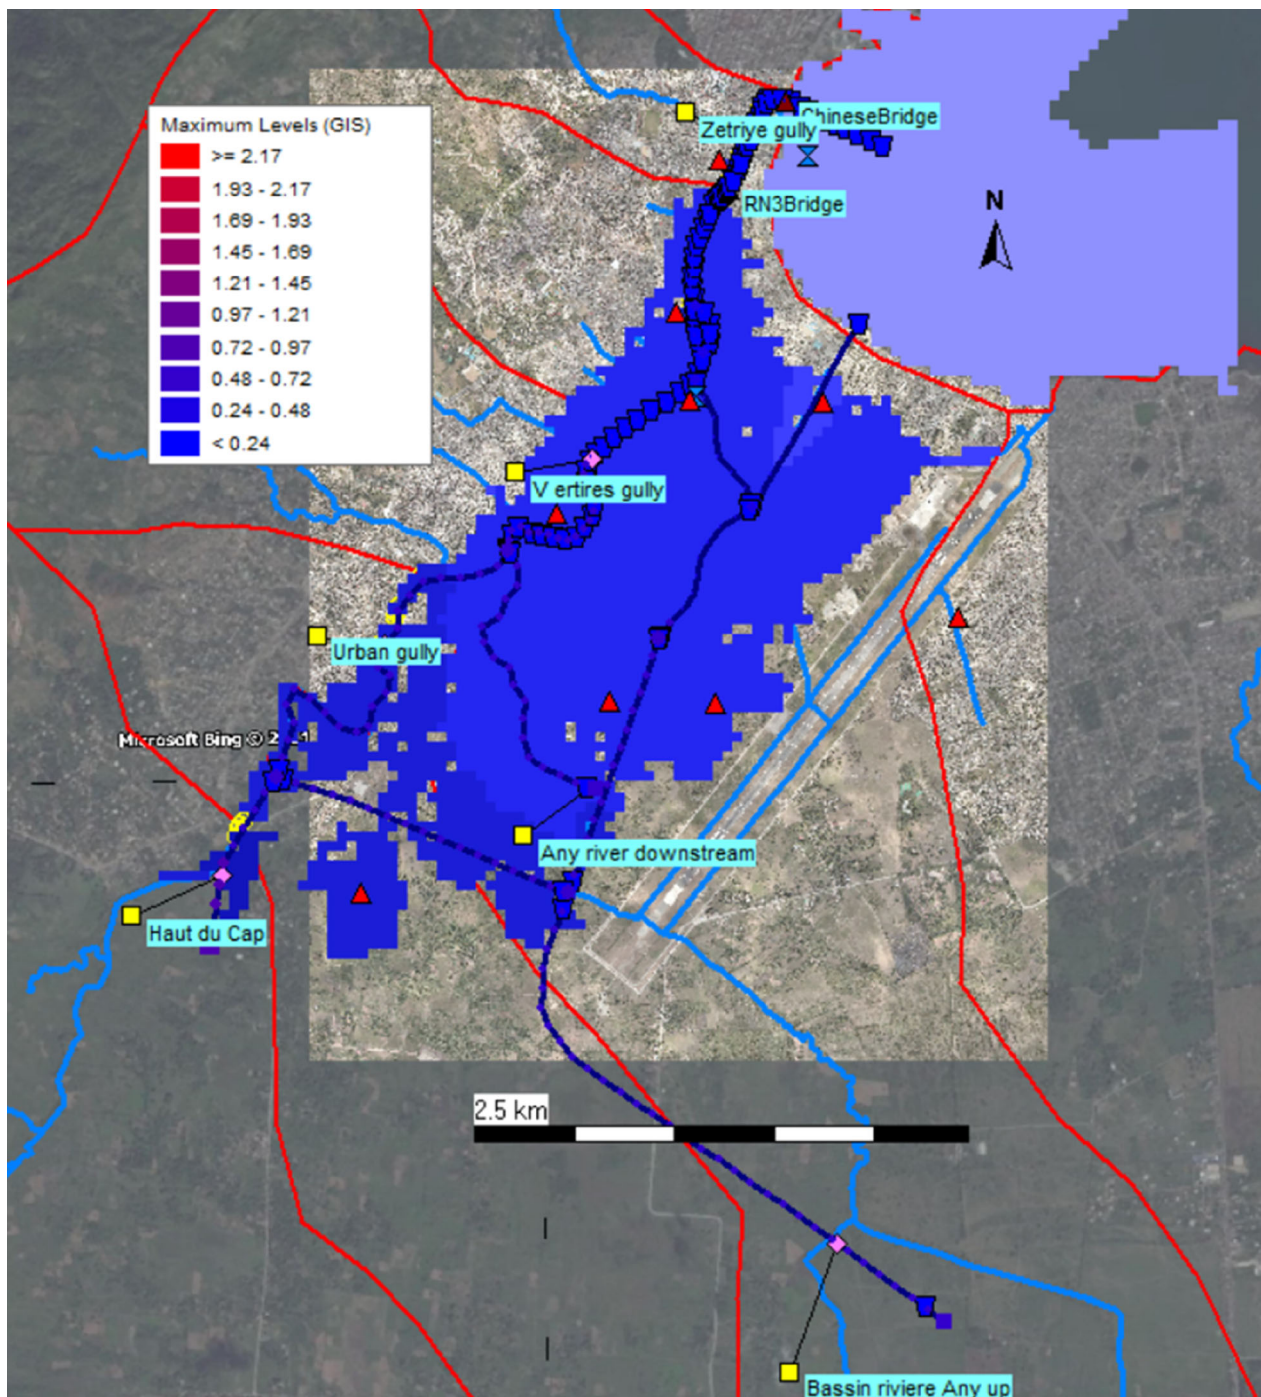 ChineseBridge
Zetriye gully
Maximum Levels (GIS)
>= 2.17
1.93 - 2.17
1.69 - 1.93
1.45 - 1.69
1.21 - 1.45
0.97 - 1.21
0.72 - 0.97
0.48 - 0.72
0.24 - 0.48
< 0.24
RN3Bridge
N
V ertires gully
Urban gully
Microsoft Bing ©
Any river downstream
Haut du Cap
2.5 km
Bassin riviere Any up